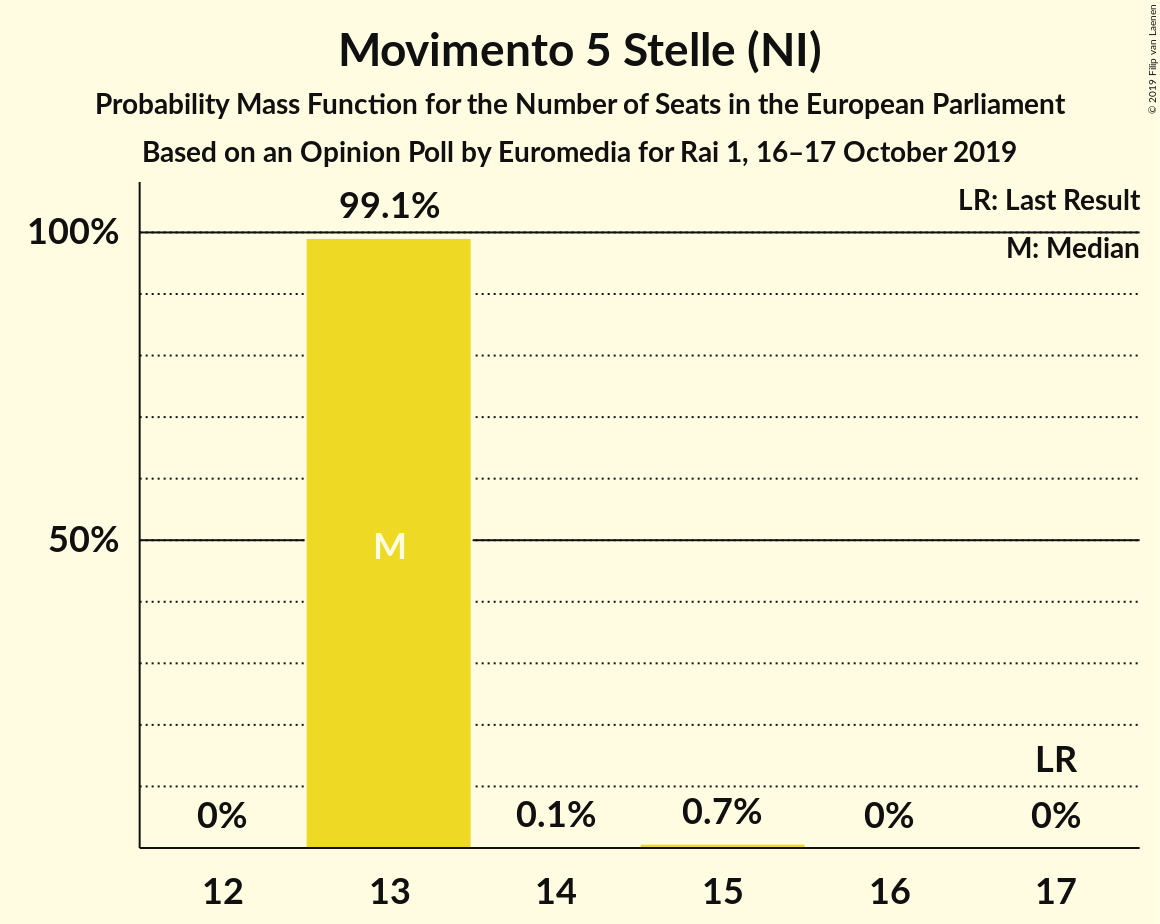 Movimento 5 Stelle (NI)
Probability Mass Function for the Number of Seats in the European Parliament
Based on an Opinion Poll by Euromedia for Rai 1, 16–17 October 2019
© 2019 Filip van Laenen
LR: Last Result
M: Median
99.1%
100%
50%
M
LR
0%
0.1%
0.7%
0%
0%
12
13
14
15
16
17